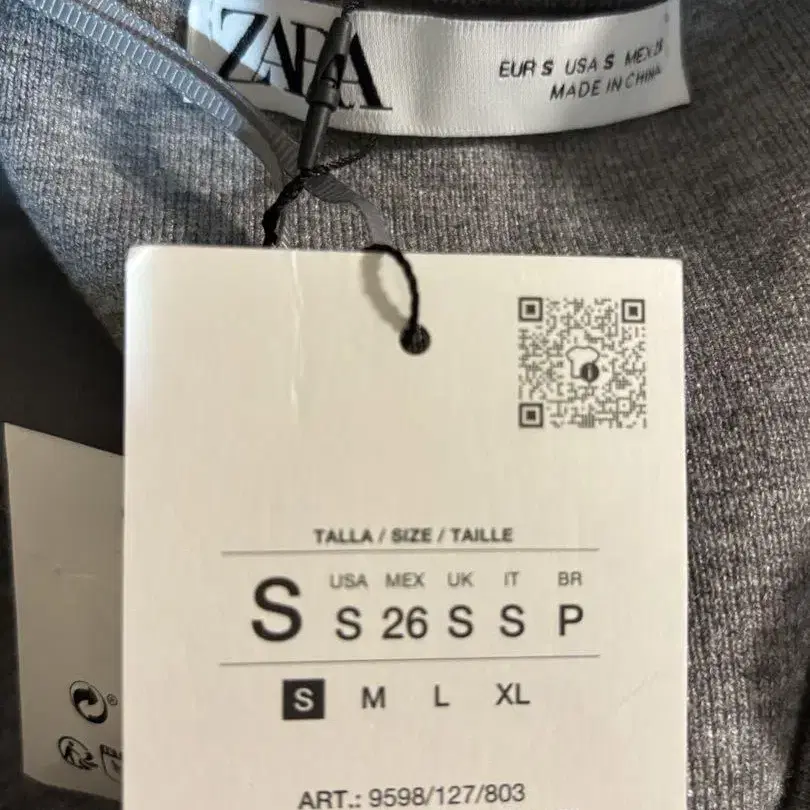 ZARA
EUR S USA S MEX 26
MADE IN CHINA
TALLA / SIZE / TAILLE
USA MEX UK IT BR
S S 26 S S P
S M L XL
ART.: 9598/127/803